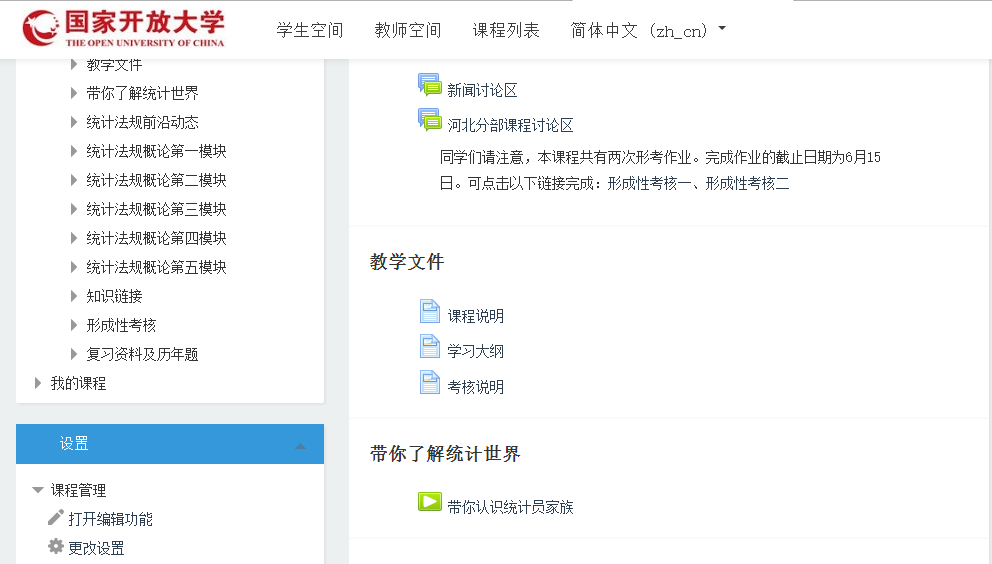 国家开放大学
THE OPEN UNIVERSITY OF CHINA
学生空间 教师空间 课程列表 简体中文 (zh_cn)
教学文件
带你了解统计世界
统计法规前沿动态
统计法规概论第一模块
统计法规概论第二模块
统计法规概论第三模块
统计法规概论第四模块
统计法规概论第五模块
知识链接
形成性考核
复习资料及历年题
我的课程
设置
课程管理
打开编辑功能
更改设置
新闻讨论区
河北分部课程讨论区
同学们请注意，本课程共有两次形考作业。完成作业的截止日期为6月15
日。可点击以下链接完成：形成性考核一、形成性考核二
教学文件
课程说明
学习大纲
考核说明
带你了解统计世界
带你认识统计员家族